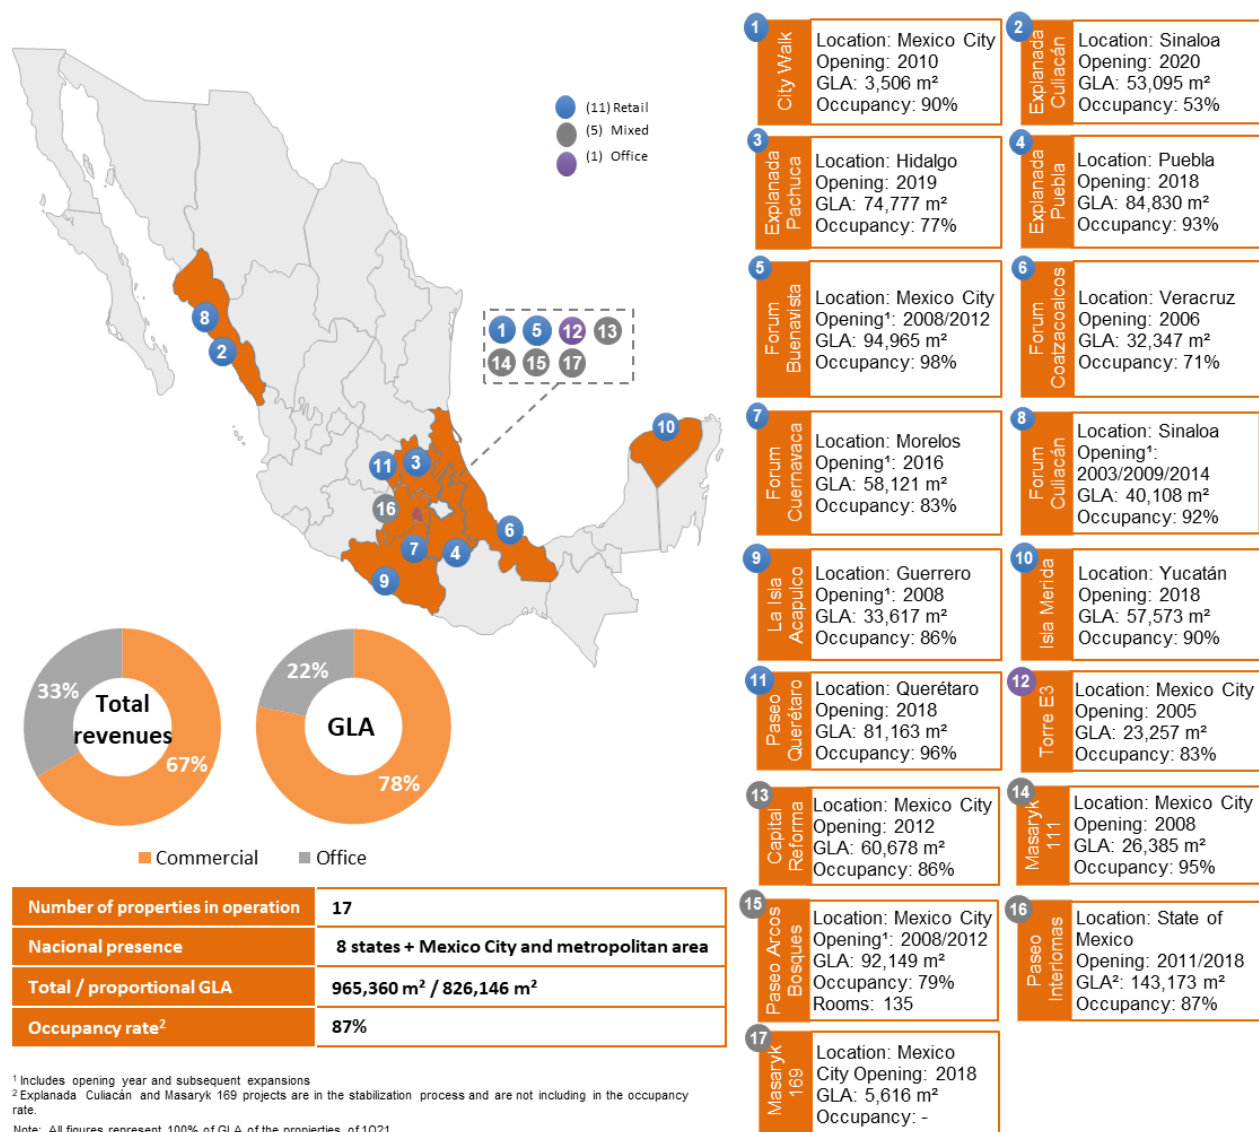 (11) Retail
(5) Mixed
(1) Office
8
2
1
5
12
13
14
15
17
10
11
3
16
6
7
4
9
33%
Total
revenues
67%
22%
GLA
78%
Commercial
Office
Number of properties in operation 17
Nacional presence 8 states + Mexico City and metropolitan area
Total / proportional GLA 965,360 m² / 826,146 m²
Occupancy rate² 87%
¹ Includes opening year and subsequent expansions
² Explanada Culiacán and Masaryk 169 projects are in the stabilization process and are not including in the occupancy
rate.
Note: All figures represent 100% of GLA of the properties of 1Q21
1
City Walk
Location: Mexico City
Opening: 2010
GLA: 3,506 m²
Occupancy: 90%
2
Explanada
Culiacán
Location: Sinaloa
Opening: 2020
GLA: 53,095 m²
Occupancy: 53%
3
Explanada
Pachuca
Location: Hidalgo
Opening: 2019
GLA: 74,777 m²
Occupancy: 77%
4
Explanada
Puebla
Location: Puebla
Opening: 2018
GLA: 84,830 m²
Occupancy: 93%
5
Forum
Buenavista
Location: Mexico City
Opening¹: 2008/2012
GLA: 94,965 m²
Occupancy: 98%
6
Forum
Coatzacoalcos
Location: Veracruz
Opening: 2006
GLA: 32,347 m²
Occupancy: 71%
7
Forum
Cuernavaca
Location: Morelos
Opening¹: 2016
GLA: 58,121 m²
Occupancy: 83%
8
Forum
Culiacán
Location: Sinaloa
Opening¹:
2003/2009/2014
GLA: 40,108 m²
Occupancy: 92%
9
La Isla
Acapulco
Location: Guerrero
Opening¹: 2008
GLA: 33,617 m²
Occupancy: 86%
10
Isla Merida
Location: Yucatán
Opening: 2018
GLA: 57,573 m²
Occupancy: 90%
11
Paseo
Querétaro
Location: Querétaro
Opening: 2018
GLA: 81,163 m²
Occupancy: 96%
12
Torre E3
Location: Mexico City
Opening: 2005
GLA: 23,257 m²
Occupancy: 83%
13
Capital
Reforma
Location: Mexico City
Opening: 2012
GLA: 60,678 m²
Occupancy: 86%
14
Masaryk
111
Location: Mexico City
Opening: 2008
GLA: 26,385 m²
Occupancy: 95%
15
Paseo Arcos
Bosques
Location: Mexico City
Opening¹: 2008/2012
GLA: 92,149 m²
Occupancy: 79%
Rooms: 135
16
Paseo
Interlomas
Location: State of
Mexico
Opening: 2011/2018
GLA²: 143,173 m²
Occupancy: 87%
17
Masaryk
169
Location: Mexico
City Opening: 2018
GLA: 5,616 m²
Occupancy: -